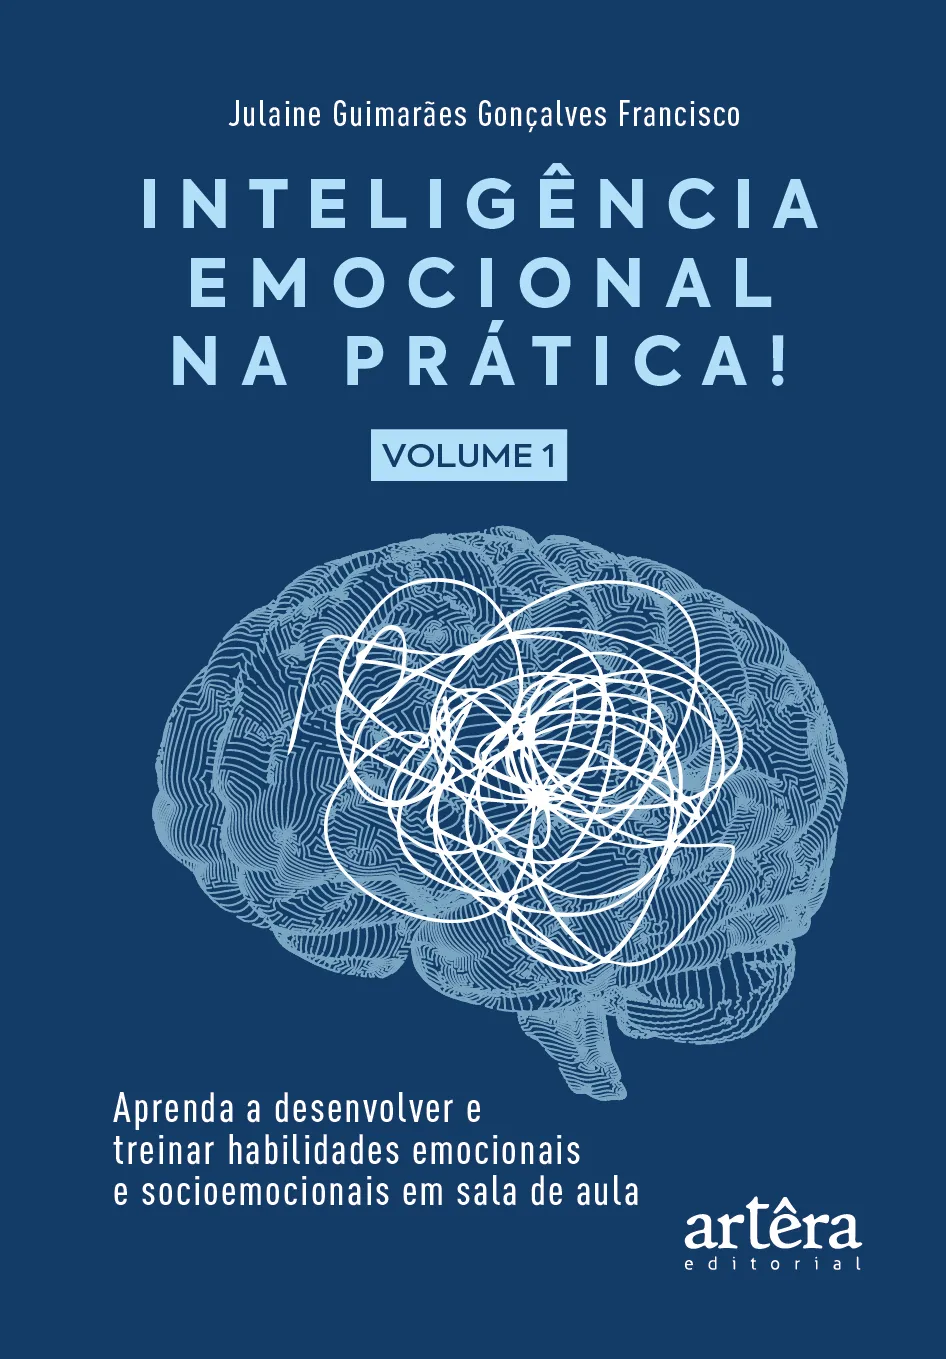 Julaine Guimarães Gonçalves Francisco
INTELIGÊNCIA
EMOCIONAL
NA PRÁTICA!
VOLUME 1
Aprenda a desenvolver e
treinar habilidades emocionais
e socioemocionais em sala de aula
artêra
editorial